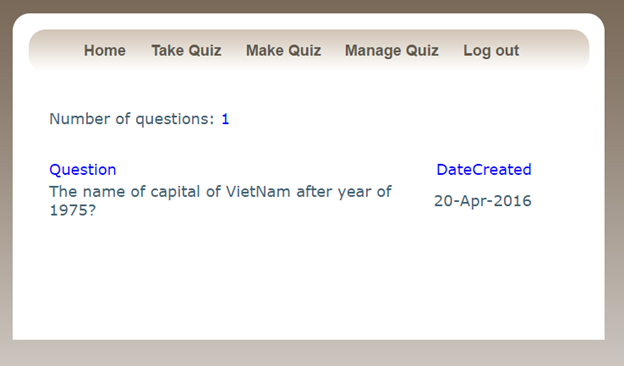 Home Take Quiz Make Quiz Manage Quiz Log out
Number of questions: 1
Question DateCreated
The name of capital of VietNam after year of
1975? 20-Apr-2016